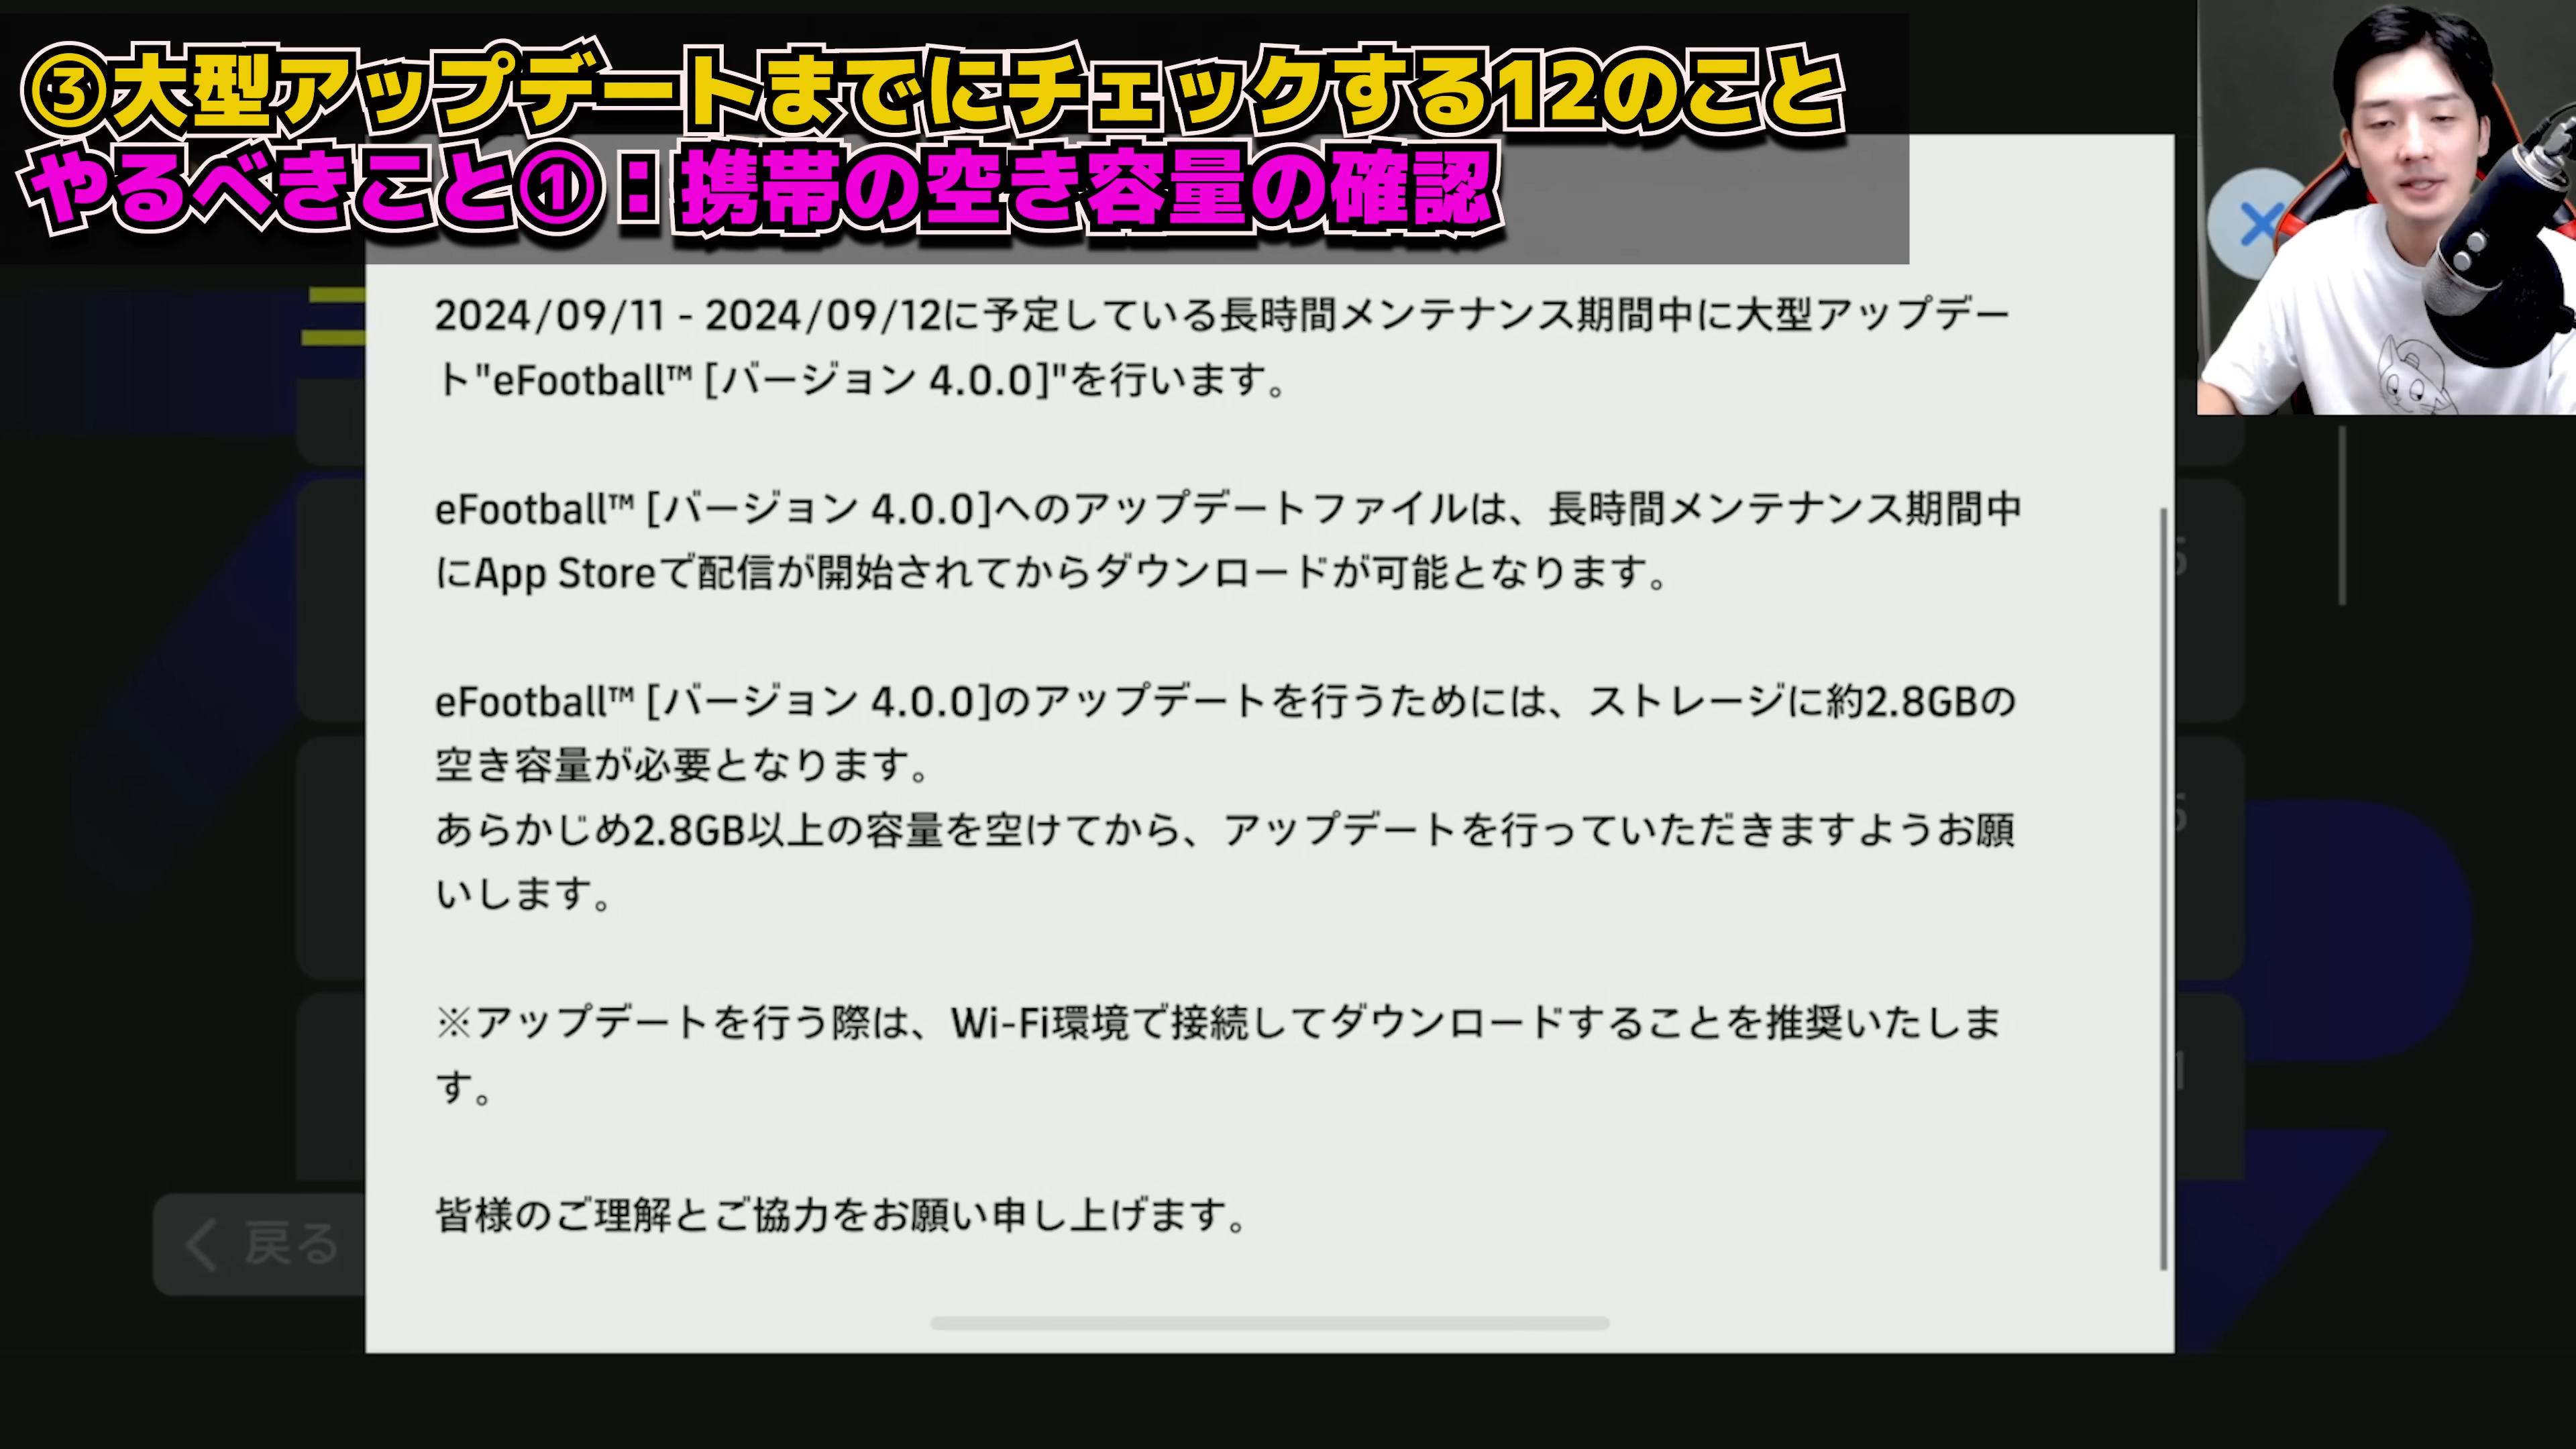 ③大型アップデートまでにチェックする12のこと
やるべきこと①：携帯の空き容量の確認
2024/09/11 - 2024/09/12に予定している長時間メンテナンス期間中に大型アップデー
ト"eFootball™ [バージョン 4.0.0]"を行います。
eFootball™ [バージョン 4.0.0]へのアップデートファイルは、長時間メンテナンス期間中
にApp Storeで配信が開始されてからダウンロードが可能となります。
eFootball™ [バージョン 4.0.0]のアップデートを行うためには、ストレージに約2.8GBの
空き容量が必要となります。
あらかじめ2.8GB以上の容量を空けてから、アップデートを行っていただきますようお願
いします。
※アップデートを行う際は、Wi-Fi環境で接続してダウンロードすることを推奨いたしま
す。
皆様のご理解とご協力をお願い申し上げます。
戻る